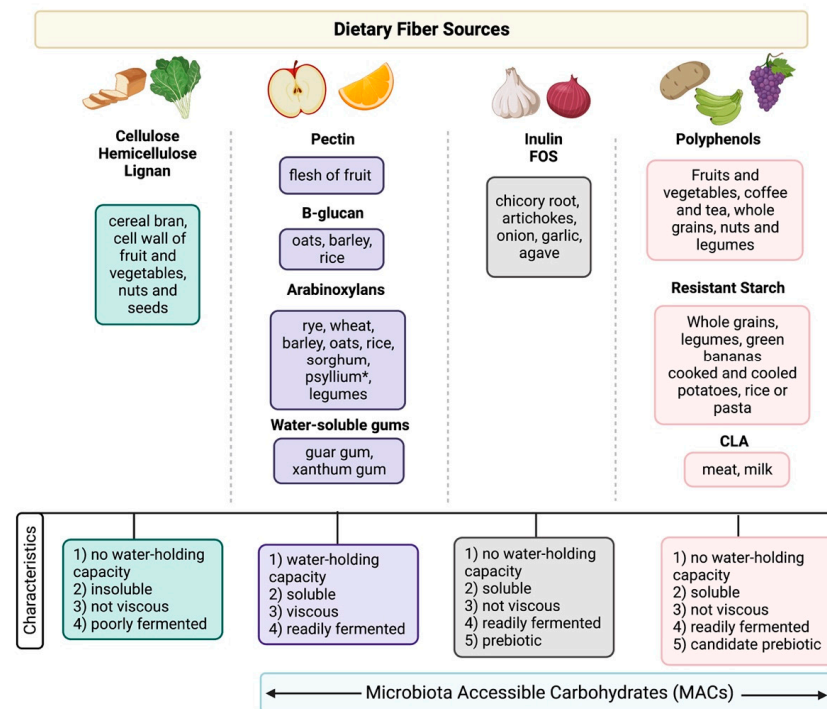 Dietary Fiber Sources
Cellulose
Hemicellulose
Lignan
cereal bran,
cell wall of
fruit and
vegetables,
nuts and
seeds
Pectin
flesh of fruit
B-glucan
oats, barley,
rice
Arabinoxylans
rye, wheat,
barley, oats, rice,
sorghum,
psyllium*,
legumes
Water-soluble gums
guar gum,
xanthum gum
Inulin
FOS
chicory root,
artichokes,
onion, garlic,
agave
Polyphenols
Fruits and
vegetables, coffee
and tea, whole
grains, nuts and
legumes
Resistant Starch
Whole grains,
legumes, green
bananas
cooked and cooled
potatoes, rice or
pasta
CLA
meat, milk
Characteristics
1) no water-holding
capacity
2) insoluble
3) not viscous
4) poorly fermented
1) water-holding
capacity
2) soluble
3) viscous
4) readily fermented
1) no water-holding
capacity
2) soluble
3) not viscous
4) readily fermented
5) prebiotic
1) no water-holding
capacity
2) soluble
3) not viscous
4) readily fermented
5) candidate prebiotic
Microbiota Accessible Carbohydrates (MACs)